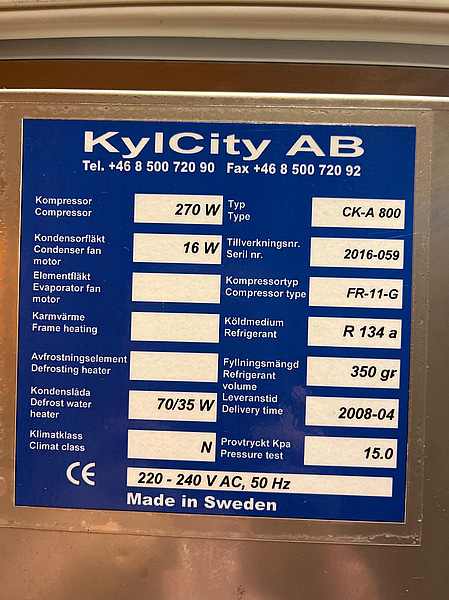 KylCity AB
Tel. +46 8 500 720 90 Fax +46 8 500 720 92
Kompressor
Compressor
270 W
Typ
Type
CK-A 800
Kondensorfläkt
Condenser fan
motor
16 W
Tillverkningsnr.
Seril nr.
2016-059
Elementfläkt
Evaporator fan
motor
Kompressortyp
Compressor type
FR-11-G
Karmvärme
Frame heating
Köldmedium
Refrigerant
R 134 a
Avfrostningselement
Defrosting heater
Fyllningsmängd
Refrigerant
volume
350 gr
Kondenslåda
Defrost water
heater
70/35 W
Leveranstid
Delivery time
2008-04
Klimatklass
Climat class
N
Provtryckt Kpa
Pressure test
15.0
CE
220 - 240 V AC, 50 Hz
Made in Sweden